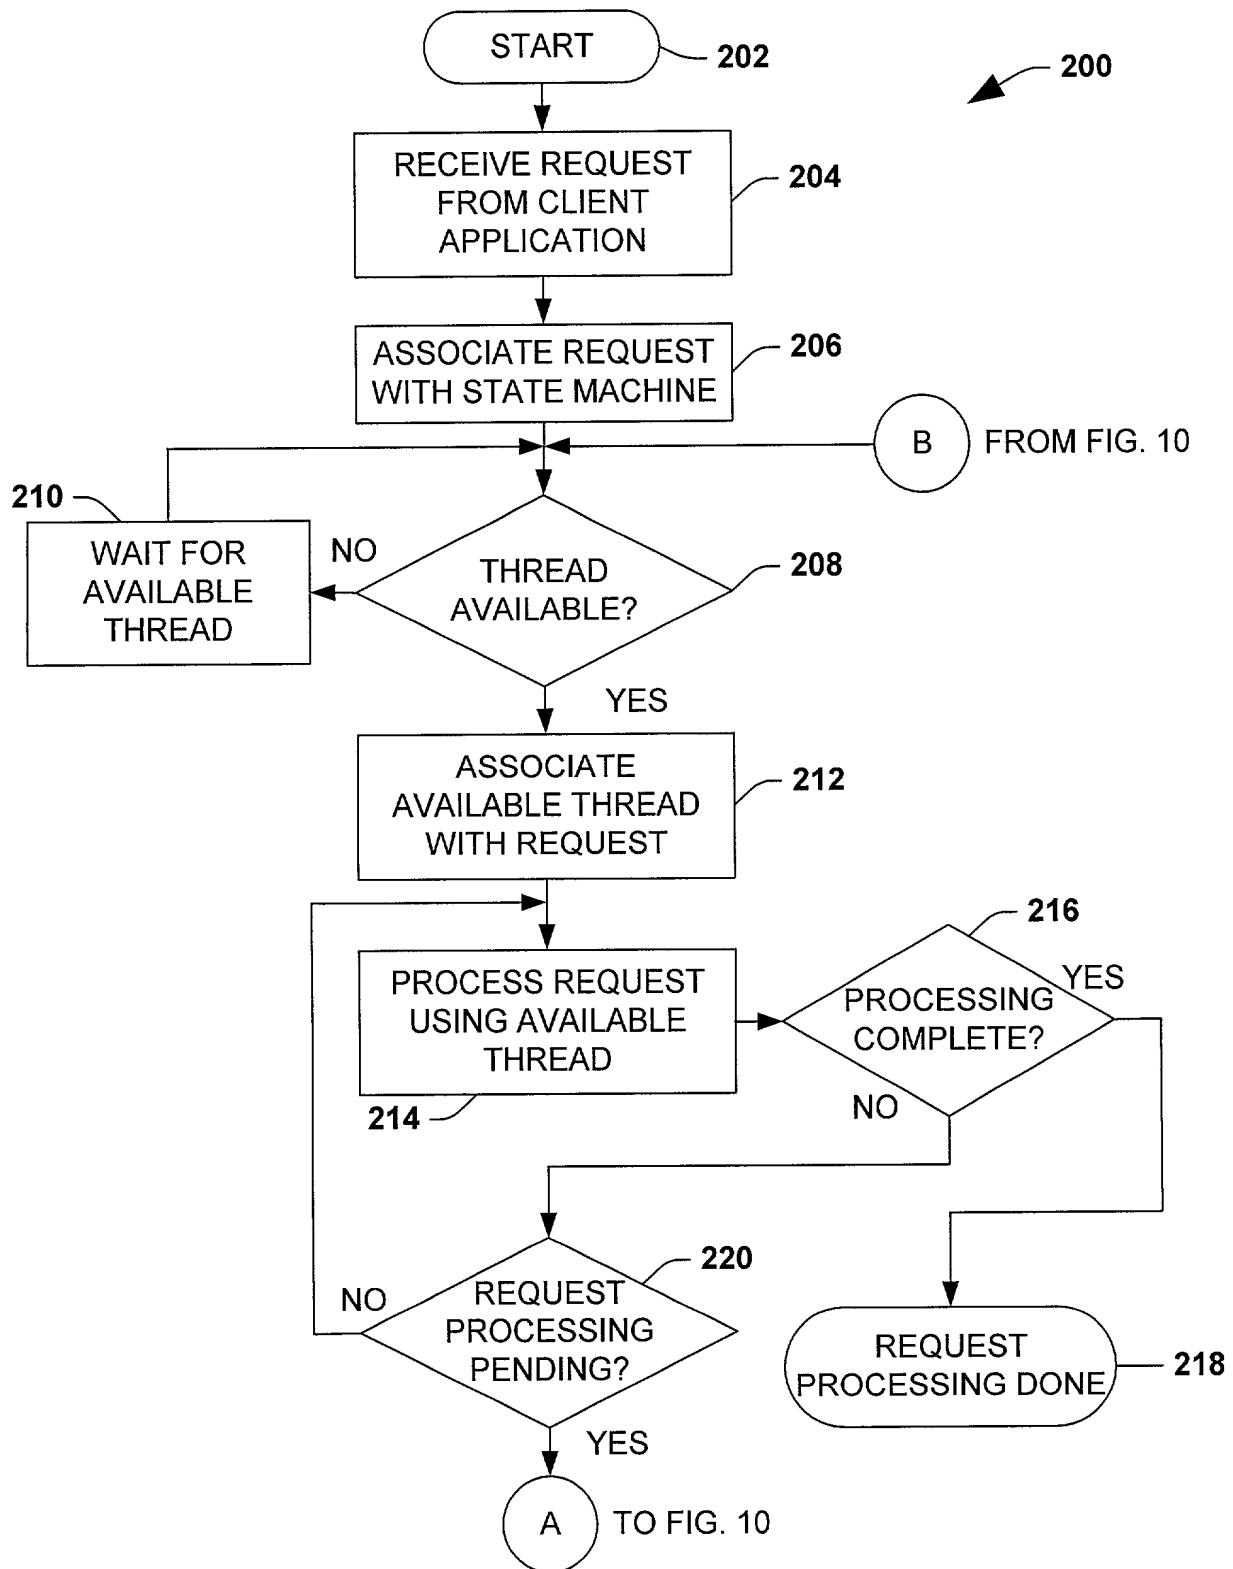 START
202
200
RECEIVE REQUEST
FROM CLIENT
APPLICATION
204
ASSOCIATE REQUEST
WITH STATE MACHINE
206
B
FROM FIG. 10
210
WAIT FOR
AVAILABLE
THREAD
NO
THREAD
AVAILABLE?
208
YES
ASSOCIATE
AVAILABLE THREAD
WITH REQUEST
212
PROCESS REQUEST
USING AVAILABLE
THREAD
214
216
PROCESSING
COMPLETE?
YES
NO
220
REQUEST
PROCESSING
PENDING?
NO
YES
REQUEST
PROCESSING DONE
218
A
TO FIG. 10